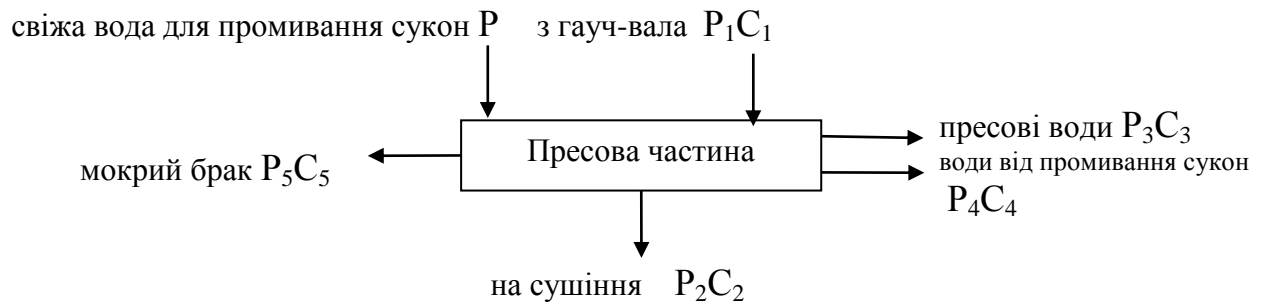 свіжа вода для промивання сукон P з гауч-вала P₁C₁
пресові води P₃C₃
Пресова частина
мокрий брак P₅C₅
води від промивання сукон
P₄C₄
на сушіння P₂C₂